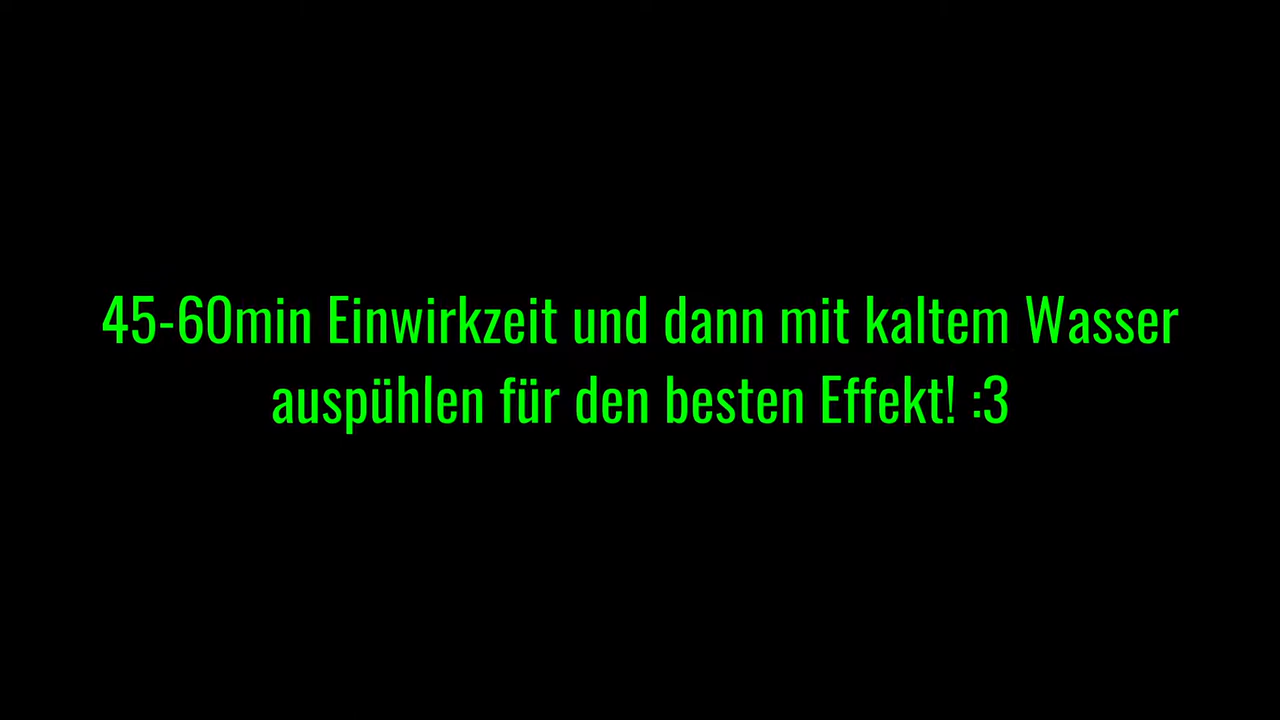 45-60min Einwirkzeit und dann mit kaltem Wasser
auspühlen für den besten Effekt! :3